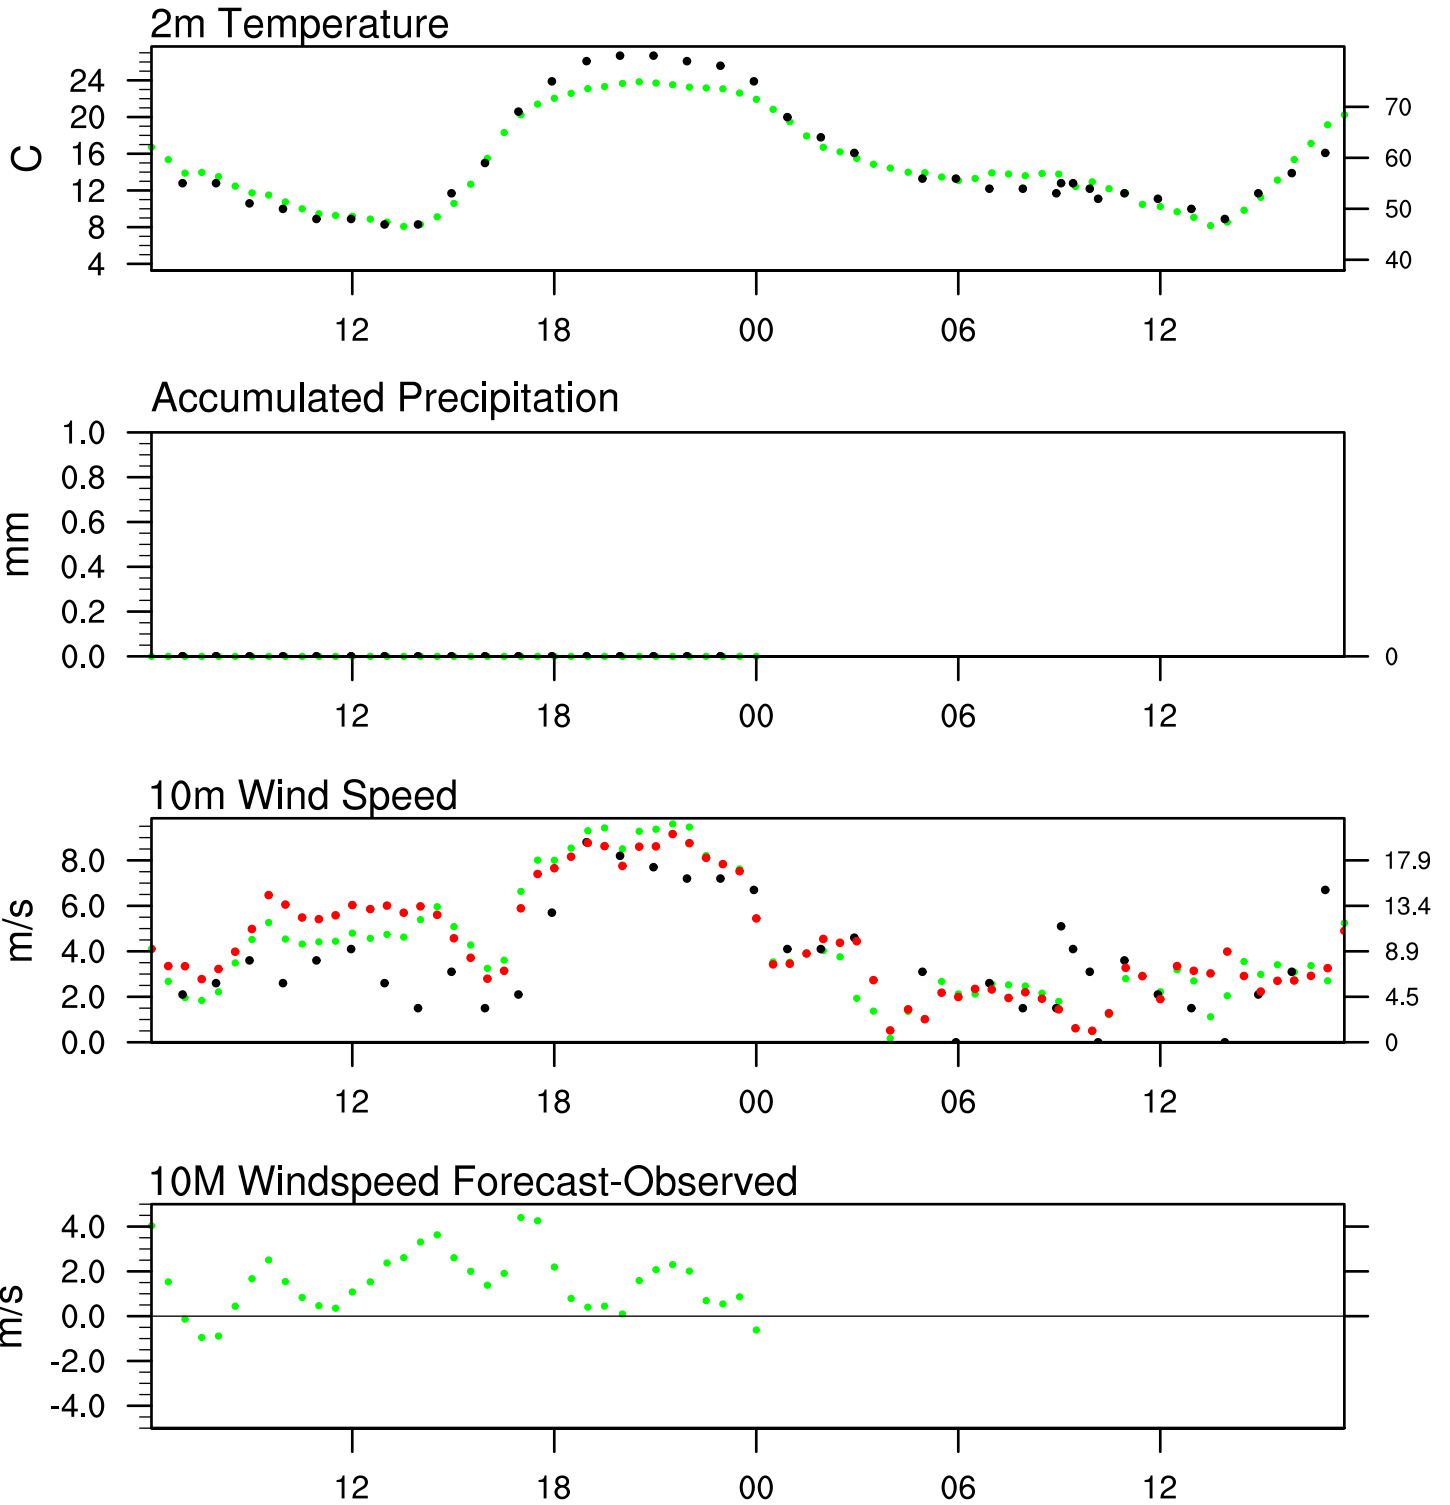 2m Temperature
24
20
16
12
8
4
C
70
60
50
40
12 18 00 06 12
Accumulated Precipitation
1.0
0.8
0.6
0.4
0.2
0.0
mm
0
12 18 00 06 12
10m Wind Speed
8.0
6.0
4.0
2.0
0.0
m/s
17.9
13.4
8.9
4.5
0
12 18 00 06 12
10M Windspeed Forecast-Observed
4.0
2.0
0.0
-2.0
-4.0
m/s
12 18 00 06 12